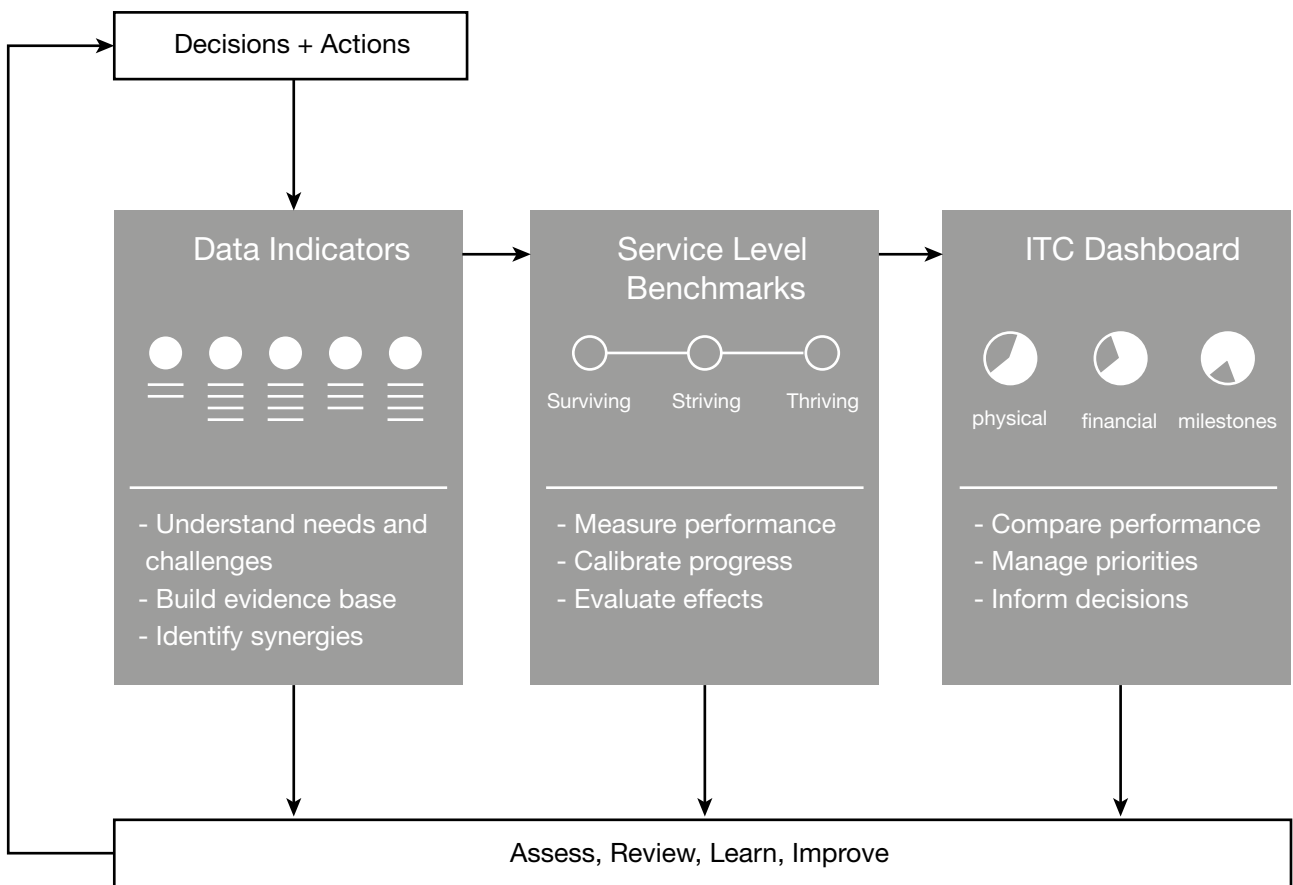 Decisions + Actions
Data Indicators
- Understand needs and
challenges
- Build evidence base
- Identify synergies
Service Level
Benchmarks
Surviving
Striving
Thriving
- Measure performance
- Calibrate progress
- Evaluate effects
ITC Dashboard
physical
financial
milestones
- Compare performance
- Manage priorities
- Inform decisions
Assess, Review, Learn, Improve